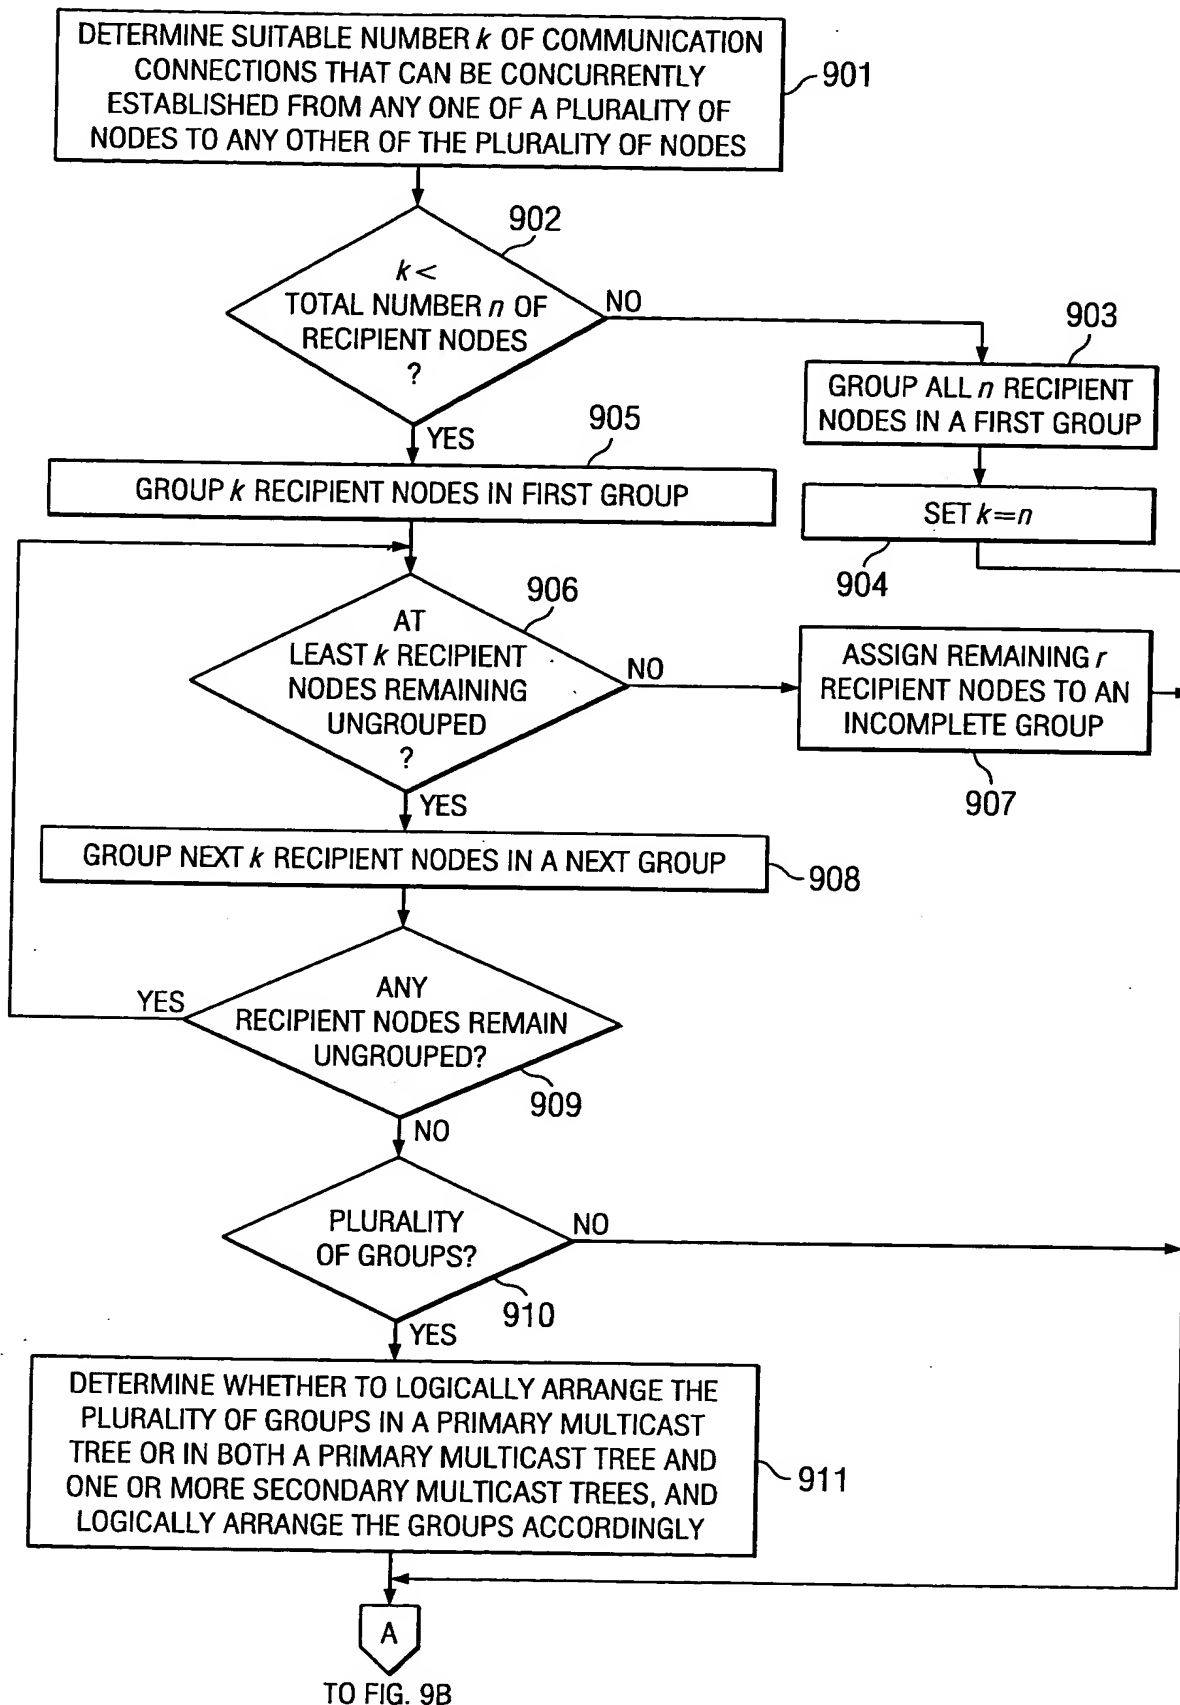 DETERMINE SUITABLE NUMBER k OF COMMUNICATION
CONNECTIONS THAT CAN BE CONCURRENTLY
ESTABLISHED FROM ANY ONE OF A PLURALITY OF
NODES TO ANY OTHER OF THE PLURALITY OF NODES
901
902
k <
TOTAL NUMBER n OF
RECIPIENT NODES
?
NO
YES
903
GROUP ALL n RECIPIENT
NODES IN A FIRST GROUP
905
GROUP k RECIPIENT NODES IN FIRST GROUP
SET k=n
904
906
AT
LEAST k RECIPIENT
NODES REMAINING
UNGROUPED
?
NO
YES
ASSIGN REMAINING r
RECIPIENT NODES TO AN
INCOMPLETE GROUP
907
GROUP NEXT k RECIPIENT NODES IN A NEXT GROUP
908
YES
ANY
RECIPIENT NODES REMAIN
UNGROUPED?
909
NO
PLURALITY
OF GROUPS?
NO
910
YES
DETERMINE WHETHER TO LOGICALLY ARRANGE THE
PLURALITY OF GROUPS IN A PRIMARY MULTICAST
TREE OR IN BOTH A PRIMARY MULTICAST TREE AND
ONE OR MORE SECONDARY MULTICAST TREES, AND
LOGICALLY ARRANGE THE GROUPS ACCORDINGLY
911
A
TO FIG. 9B